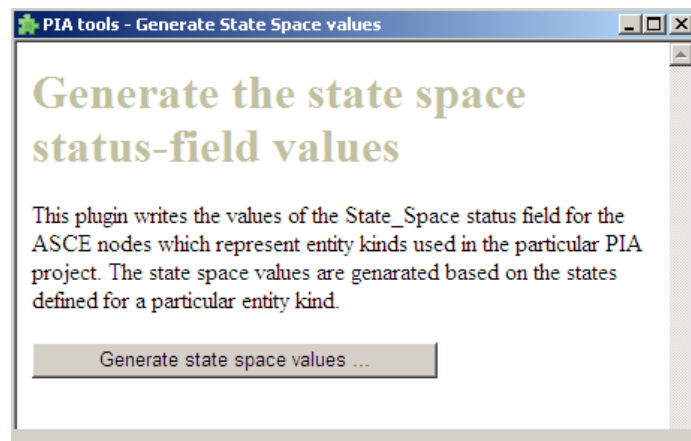 PIA tools - Generate State Space values
Generate the state space
status-field values
This plugin writes the values of the State_Space status field for the
ASCE nodes which represent entity kinds used in the particular PIA
project. The state space values are genarated based on the states
defined for a particular entity kind.
Generate state space values ...